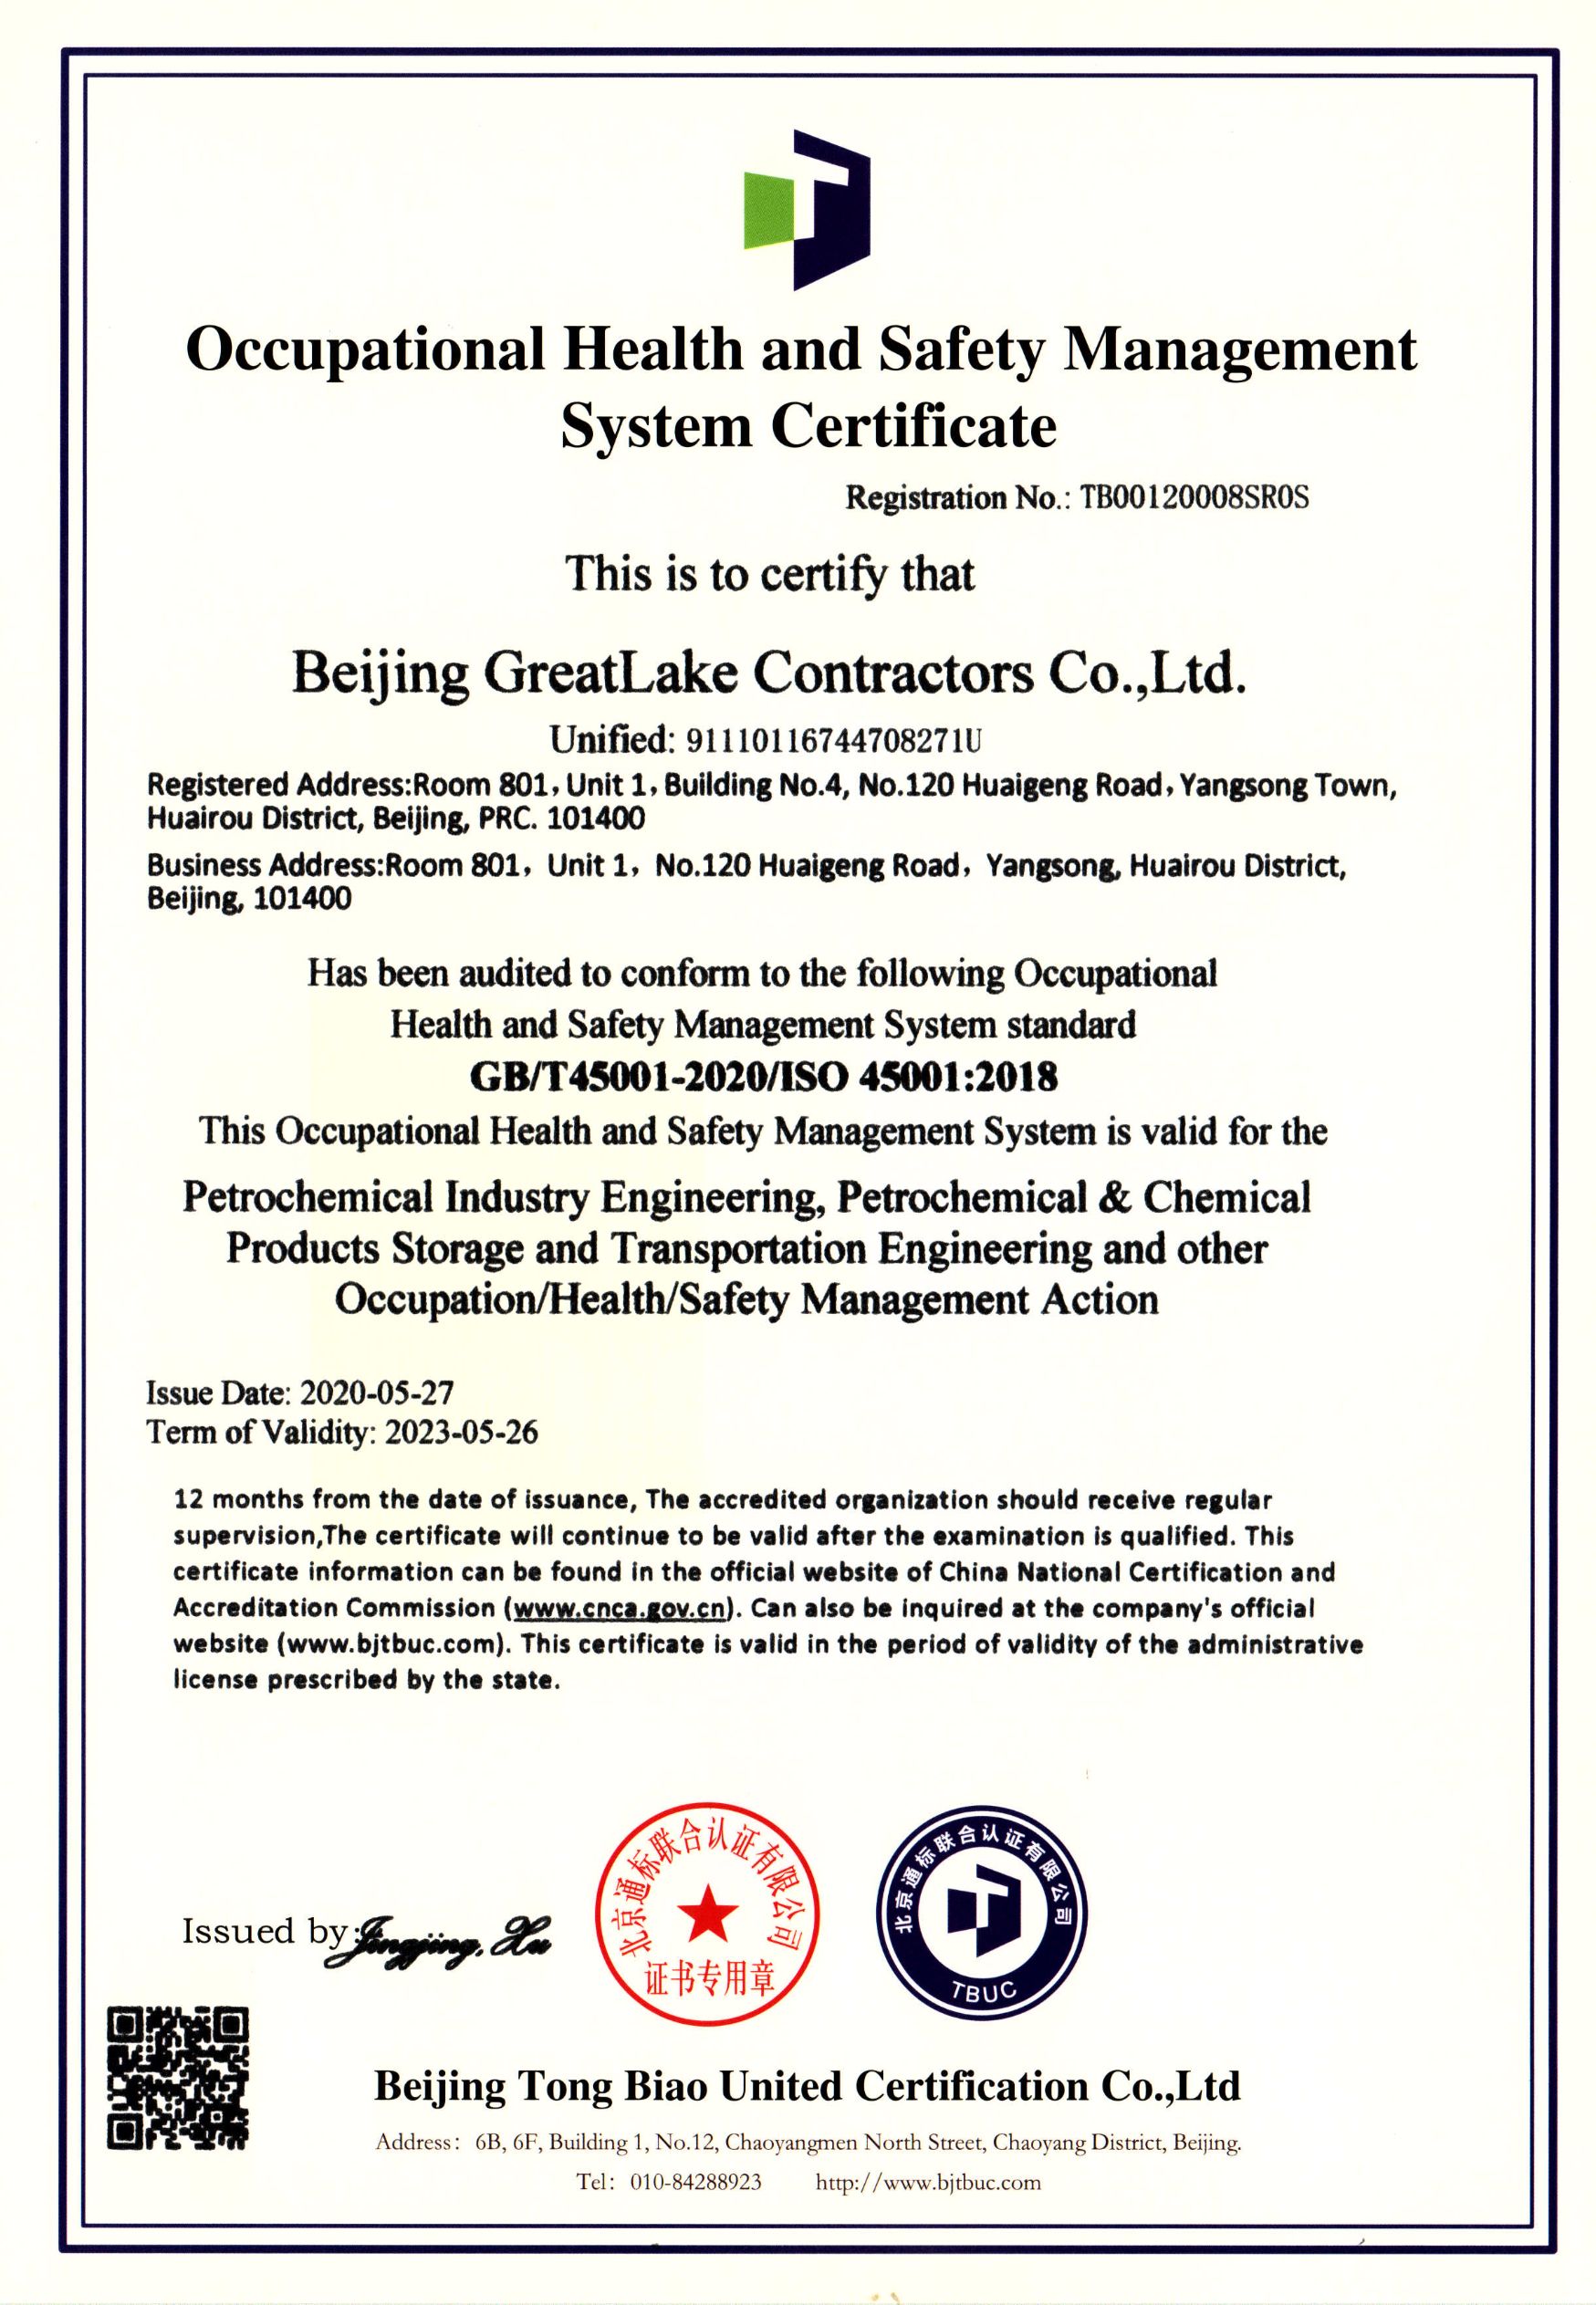 Occupational Health and Safety Management
System Certificate
Registration No.: TB00120008SR0S
This is to certify that
Beijing GreatLake Contractors Co.,Ltd.
Unified: 91110116744708271U
Registered Address:Room 801, Unit 1, Building No.4, No.120 Huaigeng Road, Yangsong Town,
Huairou District, Beijing, PRC. 101400
Business Address:Room 801, Unit 1, No.120 Huaigeng Road, Yangsong, Huairou District,
Beijing, 101400
Has been audited to conform to the following Occupational
Health and Safety Management System standard
GB/T45001-2020/ISO 45001:2018
This Occupational Health and Safety Management System is valid for the
Petrochemical Industry Engineering, Petrochemical & Chemical
Products Storage and Transportation Engineering and other
Occupation/Health/Safety Management Action
Issue Date: 2020-05-27
Term of Validity: 2023-05-26
12 months from the date of issuance, The accredited organization should receive regular
supervision,The certificate will continue to be valid after the examination is qualified. This
certificate information can be found in the official website of China National Certification and
Accreditation Commission (www.cnca.gov.cn). Can also be inquired at the company's official
website (www.bjtbuc.com). This certificate is valid in the period of validity of the administrative
license prescribed by the state.
北京通标联合认证有限公司
证书专用章
北京通标联合认证有限公司
TBUC
Issued by: Jingjing, Hu
Beijing Tong Biao United Certification Co.,Ltd
Address: 6B, 6F, Building 1, No.12, Chaoyangmen North Street, Chaoyang District, Beijing.
Tel: 010-84288923 http://www.bjtbuc.com